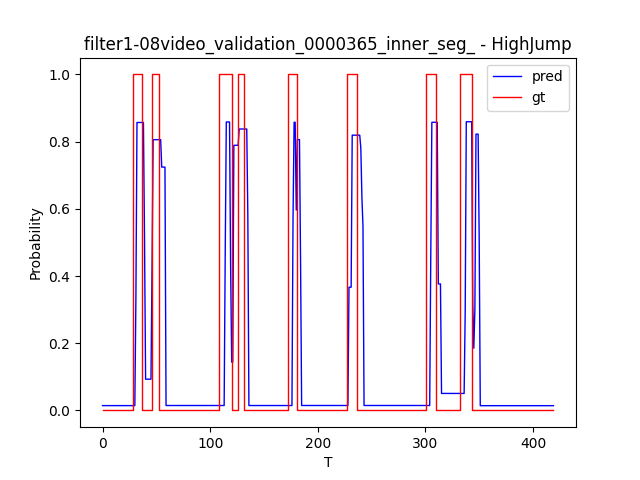 filter1-08video_validation_0000365_inner_seg_ - HighJump
pred
gt
1.0
0.8
0.6
0.4
0.2
0.0
Probability
0
100
200
300
400
T